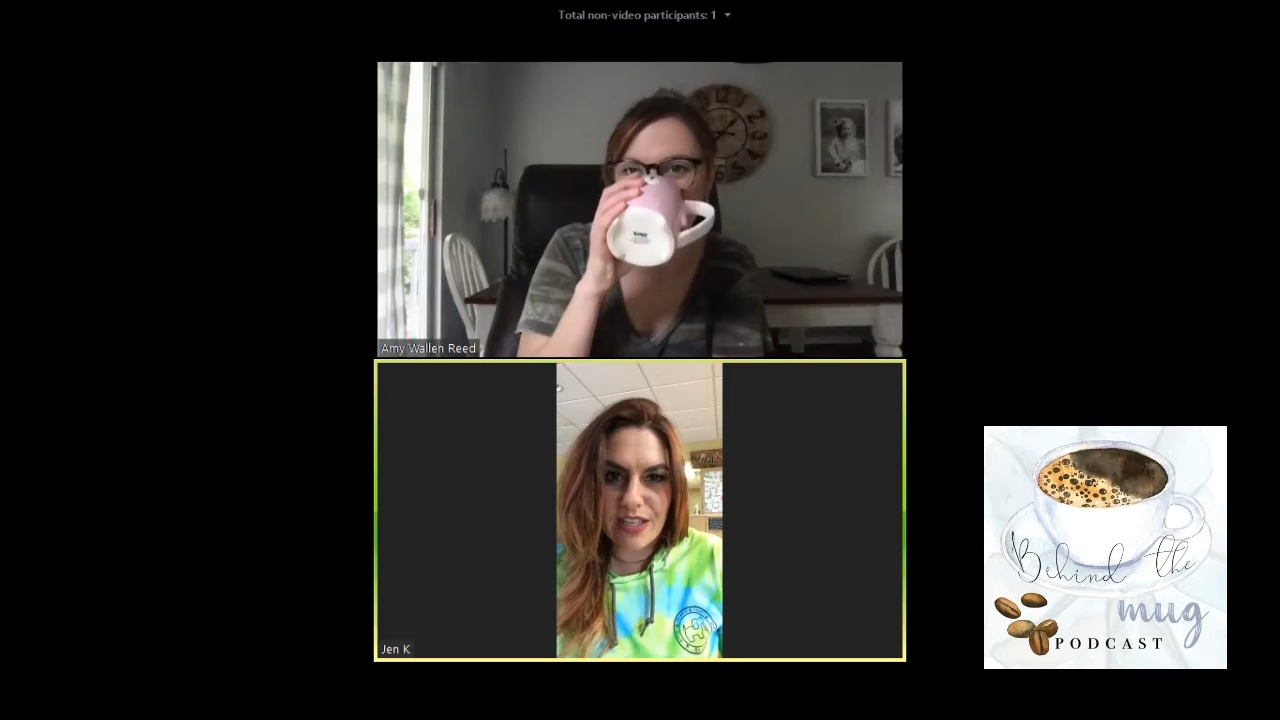 Total non-video participants: 1
Amy Wallen Reed
Jen K
Behind the
mug
PODCAST